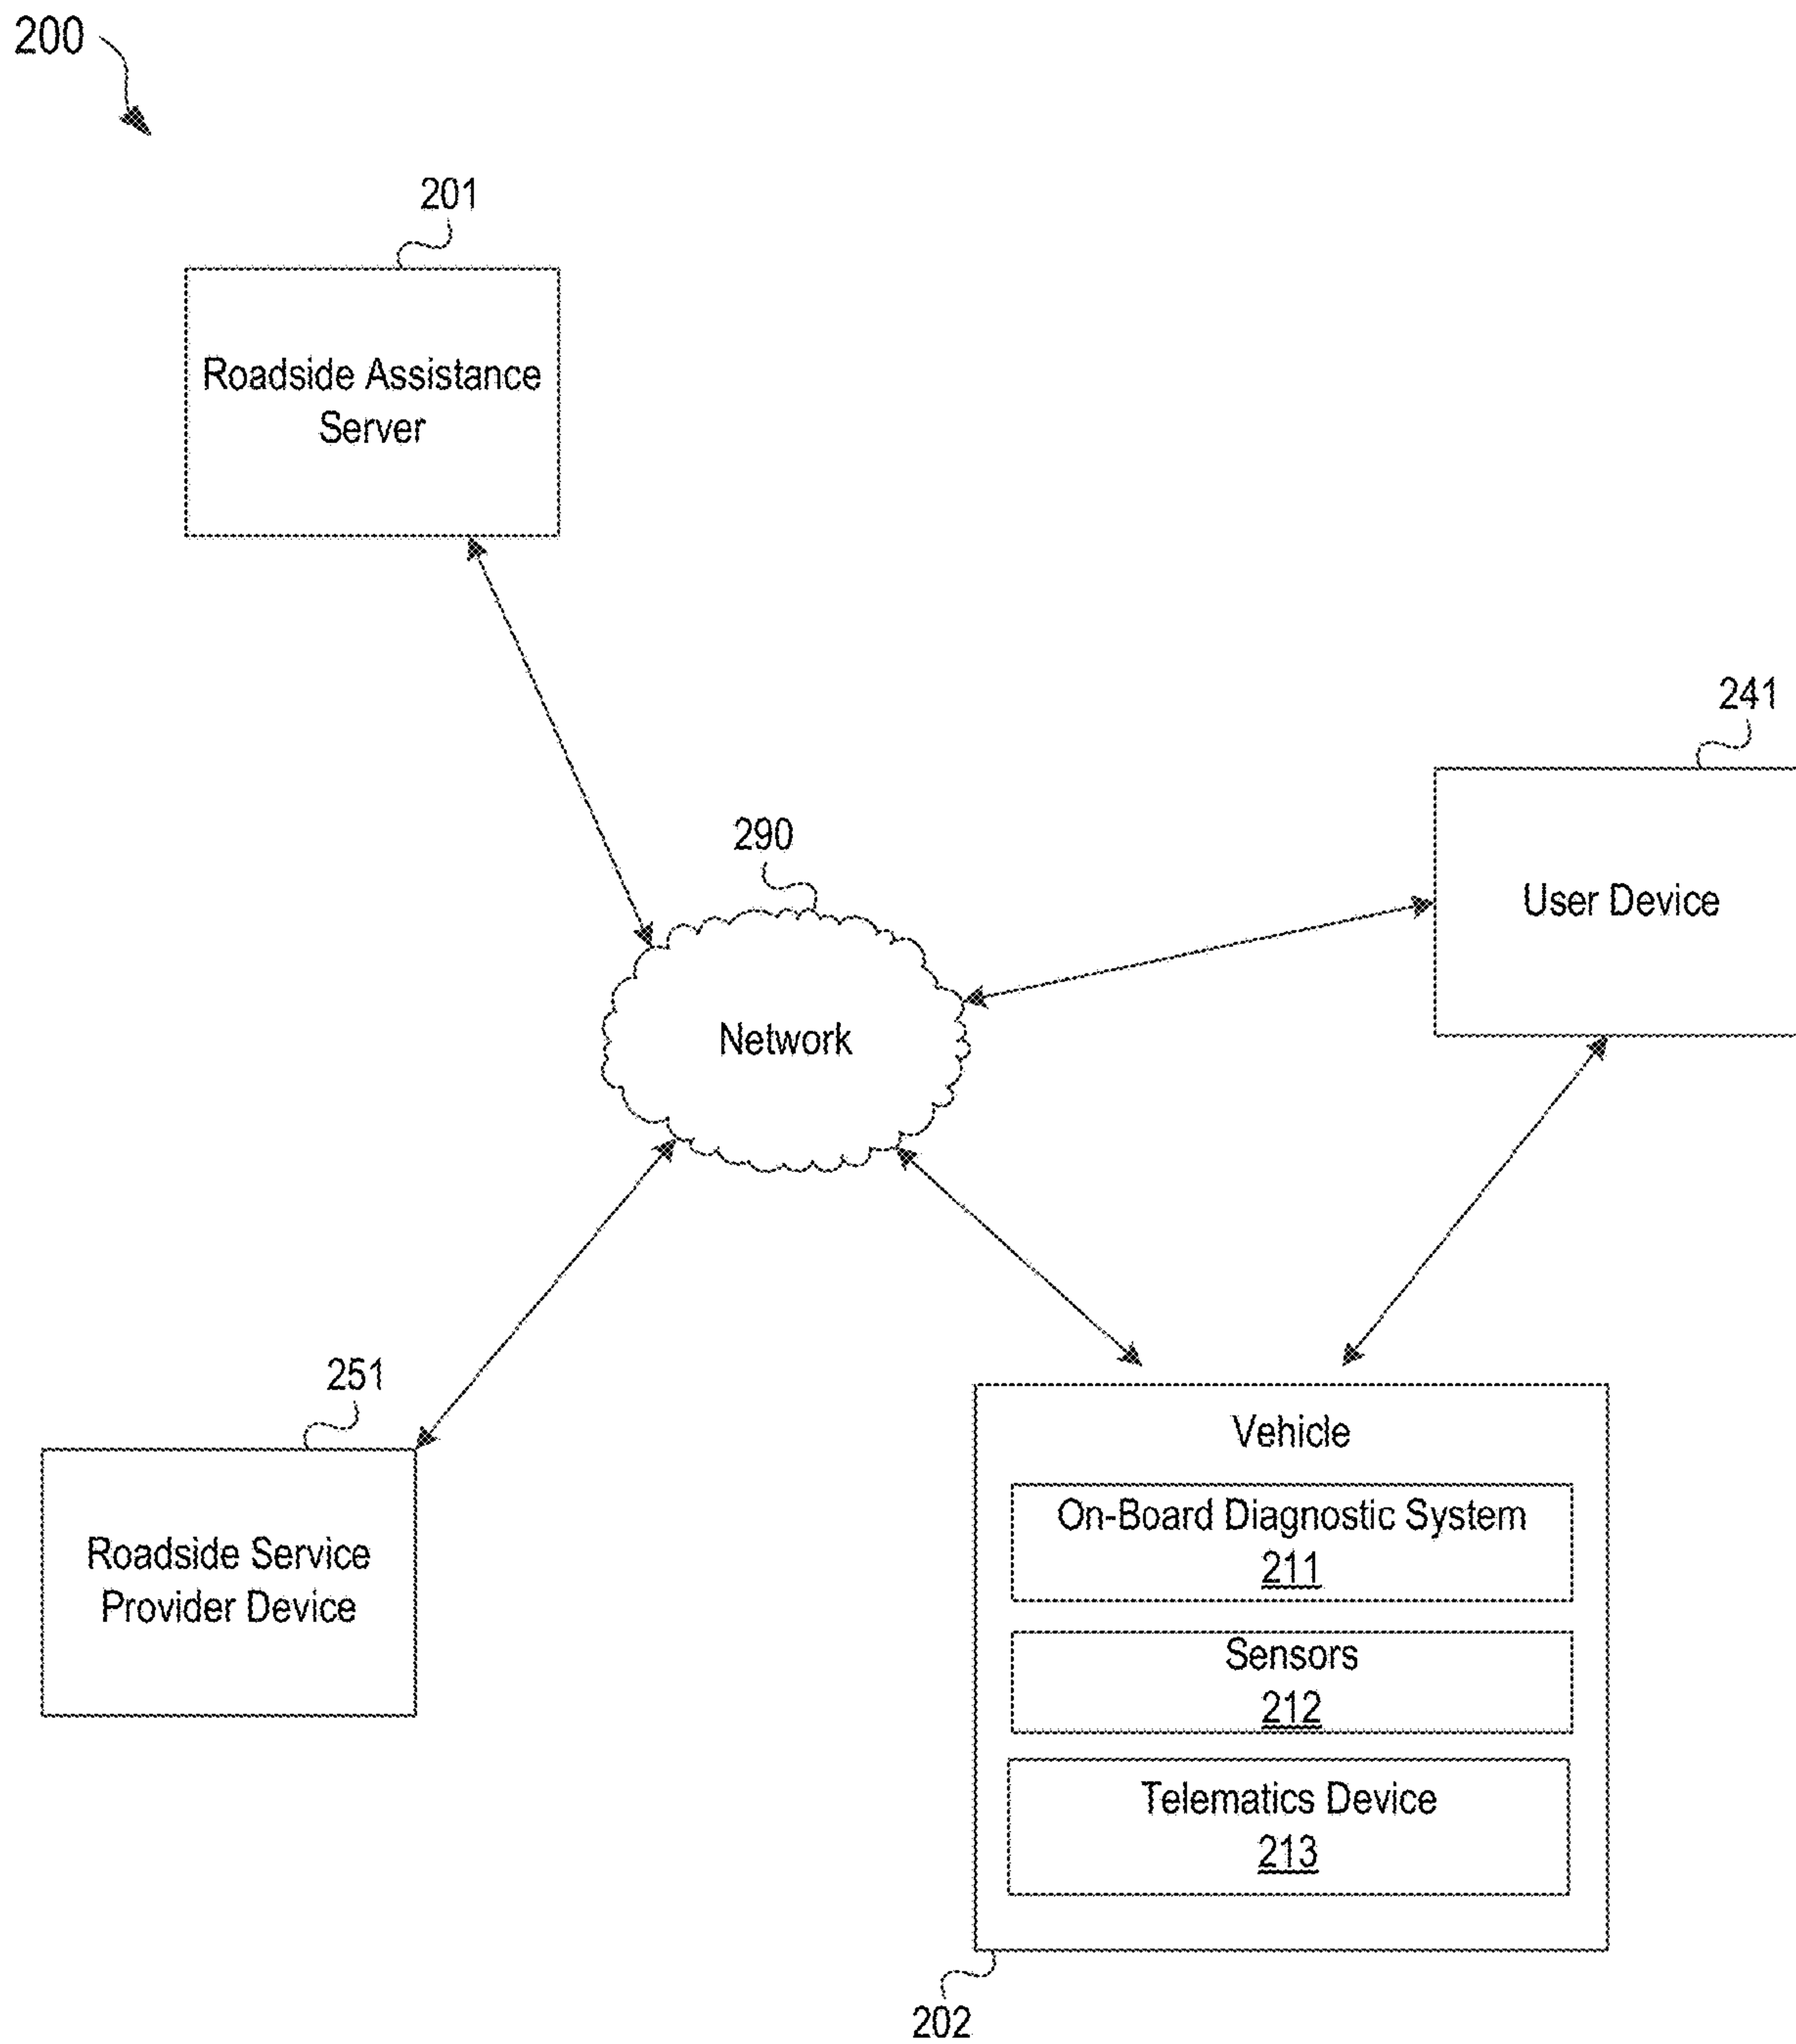 200
201
Roadside Assistance
Server
241
User Device
290
Network
251
Roadside Service
Provider Device
Vehicle
On-Board Diagnostic System
211
Sensors
212
Telematics Device
213
202